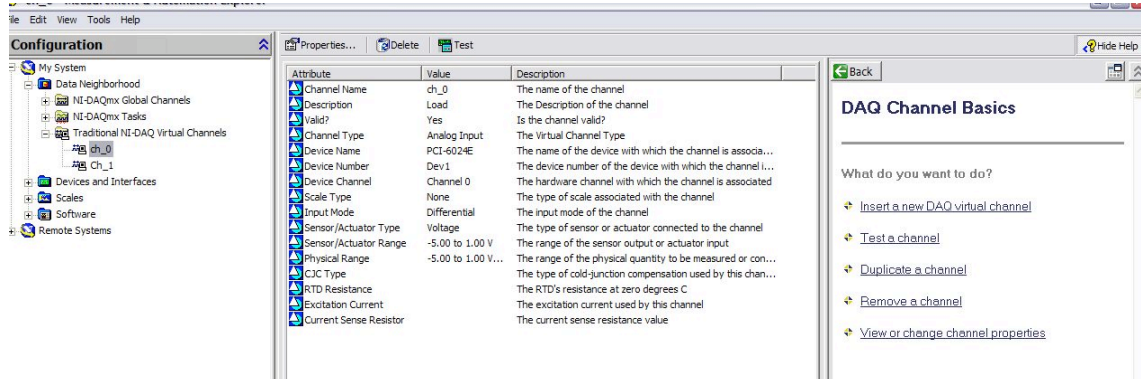 File Edit View Tools Help
Configuration
Properties... Delete Test
Hide Help
My System
Data Neighborhood
NI-DAQmx Global Channels
NI-DAQmx Tasks
Traditional NI-DAQ Virtual Channels
ch_0
Ch_1
Devices and Interfaces
Scales
Software
Remote Systems
Attribute Value Description
Channel Name ch_0 The name of the channel
Description Load The Description of the channel
Valid? Yes Is the channel valid?
Channel Type Analog Input The Virtual Channel Type
Device Name PCI-6024E The name of the device with which the channel is associa...
Device Number Dev1 The device number of the device with which the channel i...
Device Channel Channel 0 The hardware channel with which the channel is associated
Scale Type None The type of scale associated with the channel
Input Mode Differential The input mode of the channel
Sensor/Actuator Type Voltage The type of sensor or actuator connected to the channel
Sensor/Actuator Range -5.00 to 1.00 V The range of the sensor output or actuator input
Physical Range -5.00 to 1.00 V... The range of the physical quantity to be measured or con...
CJC Type The type of cold-junction compensation used by this chan...
RTD Resistance The RTD's resistance at zero degrees C
Excitation Current The excitation current used by this channel
Current Sense Resistor The current sense resistance value
Back
DAQ Channel Basics
What do you want to do?
Insert a new DAQ virtual channel
Test a channel
Duplicate a channel
Remove a channel
View or change channel properties